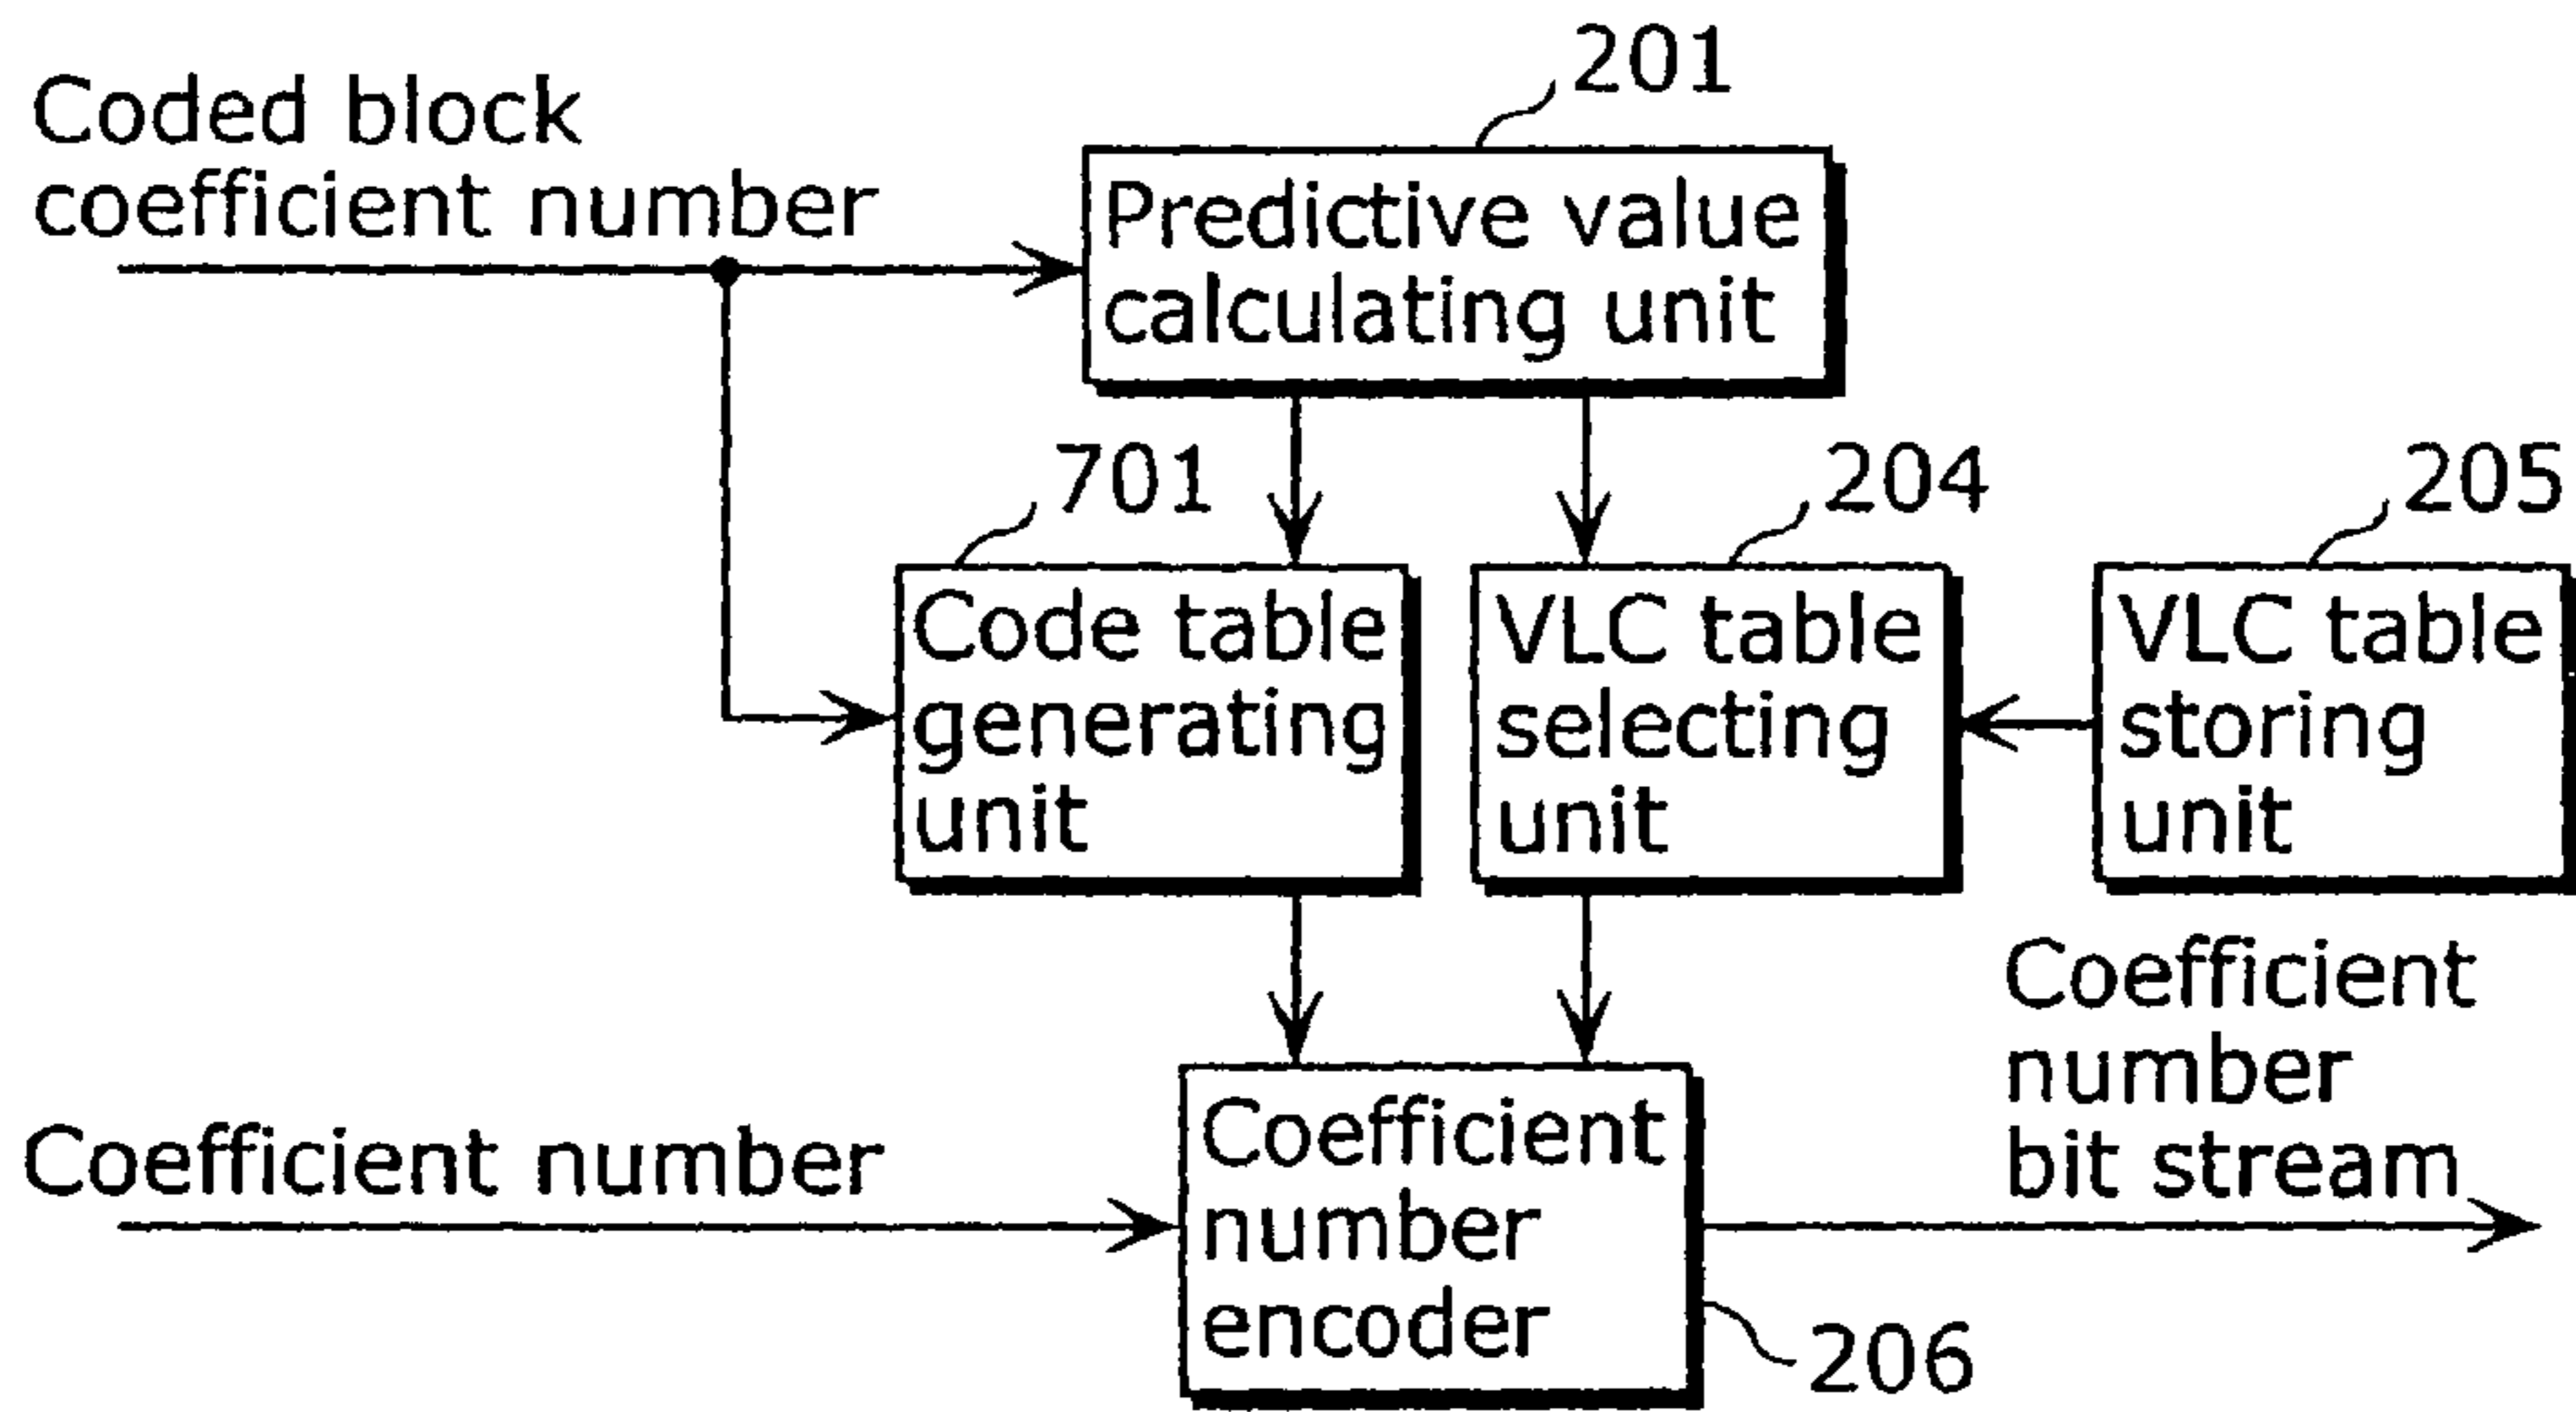 201
Coded block
coefficient number
Predictive value
calculating unit
701
204
205
Code table
generating
unit
VLC table
selecting
unit
VLC table
storing
unit
Coefficient
number
bit stream
Coefficient number
Coefficient
number
encoder
206